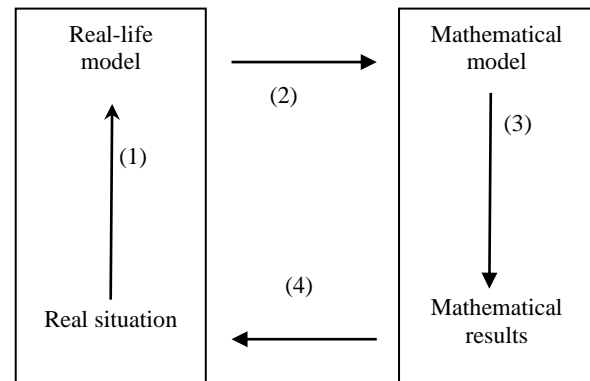 Real-life
model
Mathematical
model
(2)
(1)
(3)
(4)
Real situation
Mathematical
results